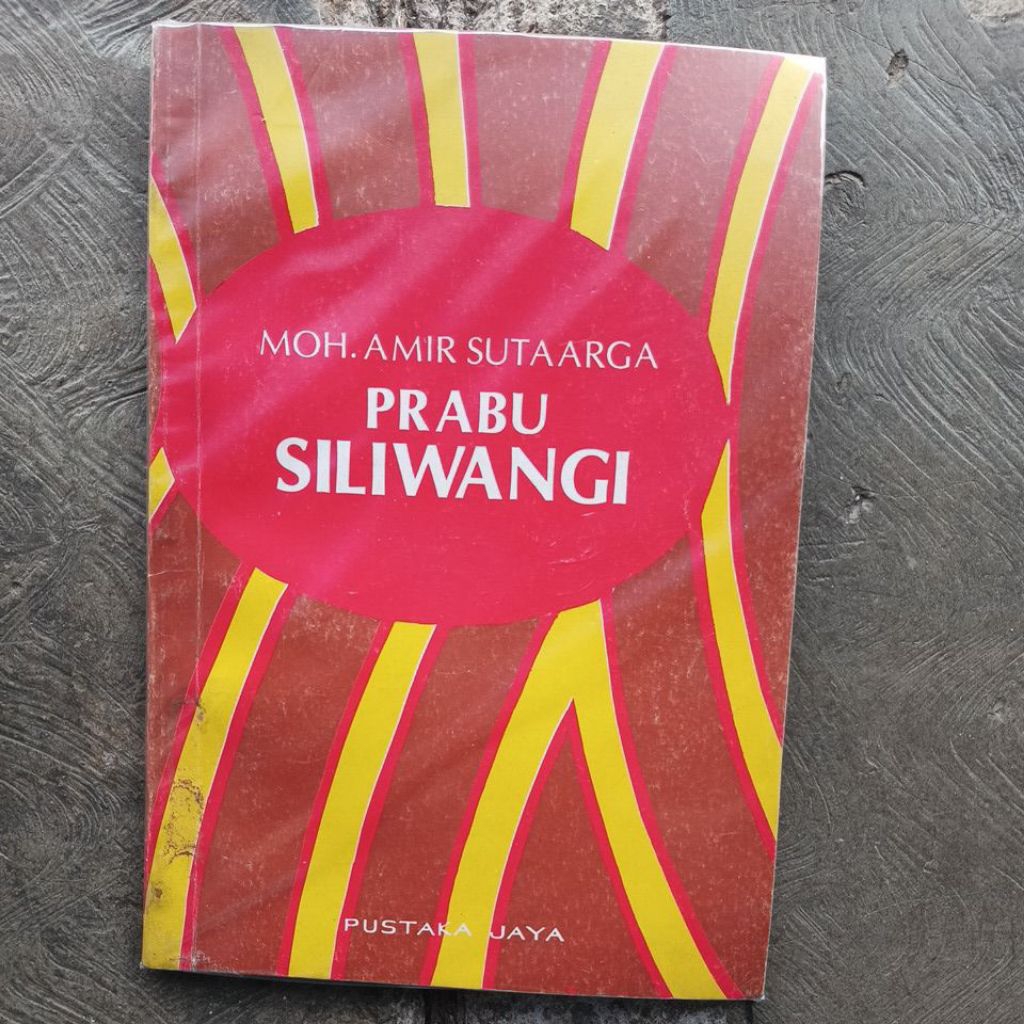 MOH. AMIR SUTAARGA
PRABU
SILIWANGI
PUSTAKA JAYA